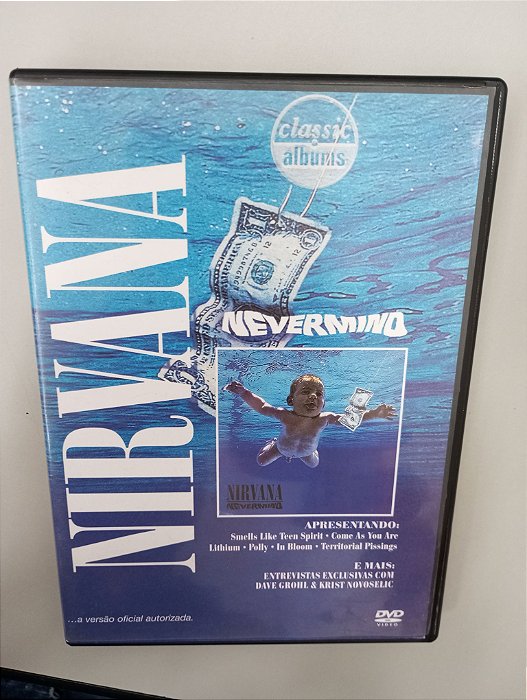 NIRVANA
classic
albums
NEVERMIND
NIRVANA
NEVERMIND
APRESENTANDO:
Smells Like Teen Spirit • Come As You Are
Lithium • Polly • In Bloom • Territorial Pissings
E MAIS:
ENTREVISTAS EXCLUSIVAS COM
DAVE GROHL & KRIST NOVOSELIC
...a versão oficial autorizada.
DVD
VIDEO